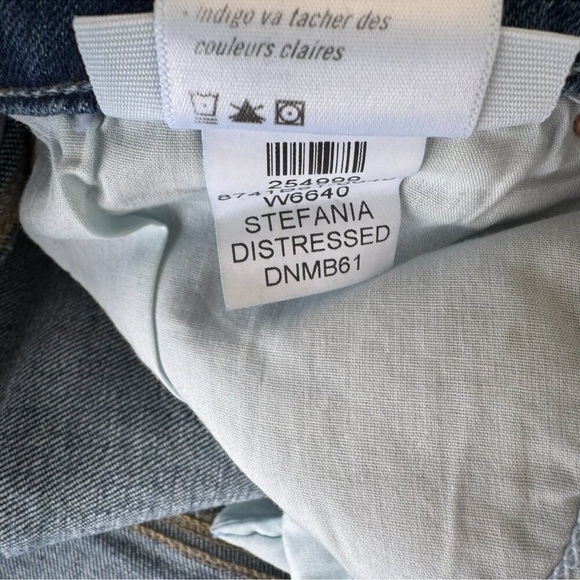 • Indigo va tacher des
couleurs claires
254999
W6640
STEFANIA
DISTRESSED
DNMB61